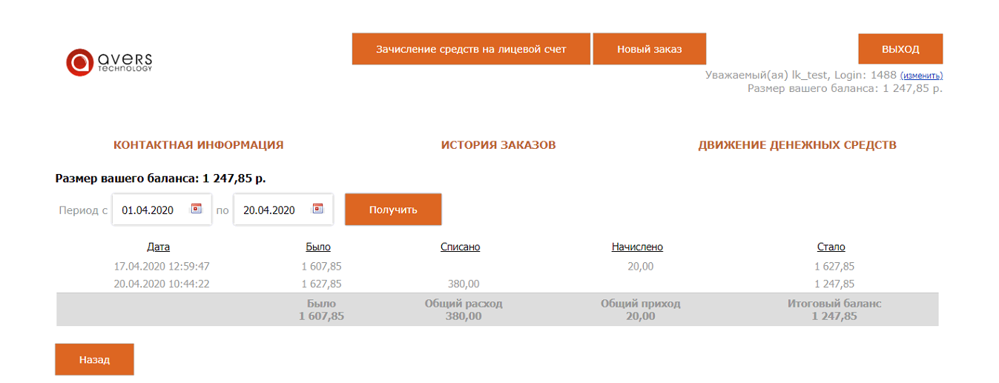 avers
TECHNOLOGY
Зачисление средств на лицевой счет
Новый заказ
ВЫХОД
Уважаемый(ая) lk_test, Login: 1488 (изменить)
Размер вашего баланса: 1 247,85 р.
КОНТАКТНАЯ ИНФОРМАЦИЯ ИСТОРИЯ ЗАКАЗОВ ДВИЖЕНИЕ ДЕНЕЖНЫХ СРЕДСТВ
Размер вашего баланса: 1 247,85 р.
Период с 01.04.2020 по 20.04.2020 Получить
Дата Было Списано Начислено Стало
17.04.2020 12:59:47 1 607,85 20,00 1 627,85
20.04.2020 10:44:22 1 627,85 380,00 1 247,85
Было Общий расход Общий приход Итоговый баланс
1 607,85 380,00 20,00 1 247,85
Назад